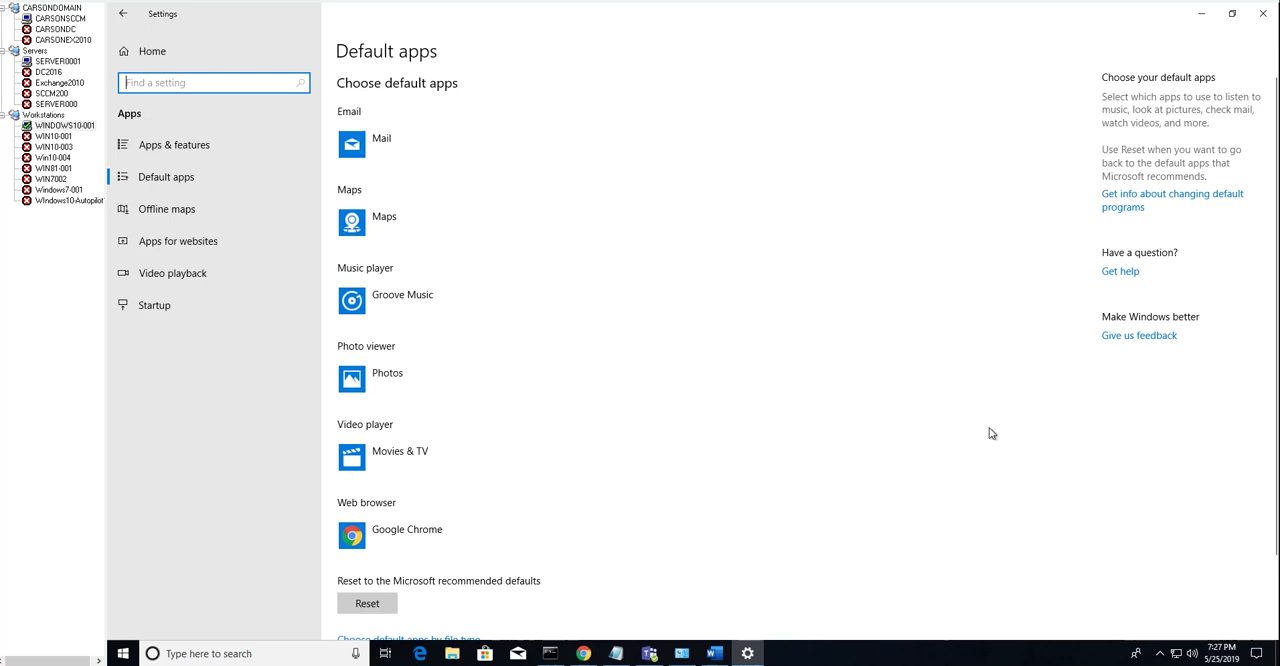 CARSONDOMAIN
CARSONSCCM
CARSONDC
CARSONEX2010
Servers
SERVER0001
DC2016
Exchange2010
SCCM200
SERVER000
Workstations
WINDOWS10-001
WIN10-001
WIN10-003
Win10-004
WIN81-001
WIN7002
Windows7-001
Windows10-Autopilot
Settings
Home
Find a setting
Apps
Apps & features
Default apps
Offline maps
Apps for websites
Video playback
Startup
Default apps
Choose default apps
Email
Mail
Maps
Maps
Music player
Groove Music
Photo viewer
Photos
Video player
Movies & TV
Web browser
Google Chrome
Reset to the Microsoft recommended defaults
Reset
Choose default apps by file type
Choose your default apps
Select which apps to use to listen to
music, look at pictures, check mail,
watch videos, and more.
Use Reset when you want to go
back to the default apps that
Microsoft recommends.
Get info about changing default
programs
Have a question?
Get help
Make Windows better
Give us feedback
Type here to search
7:27 PM
5/25/2019